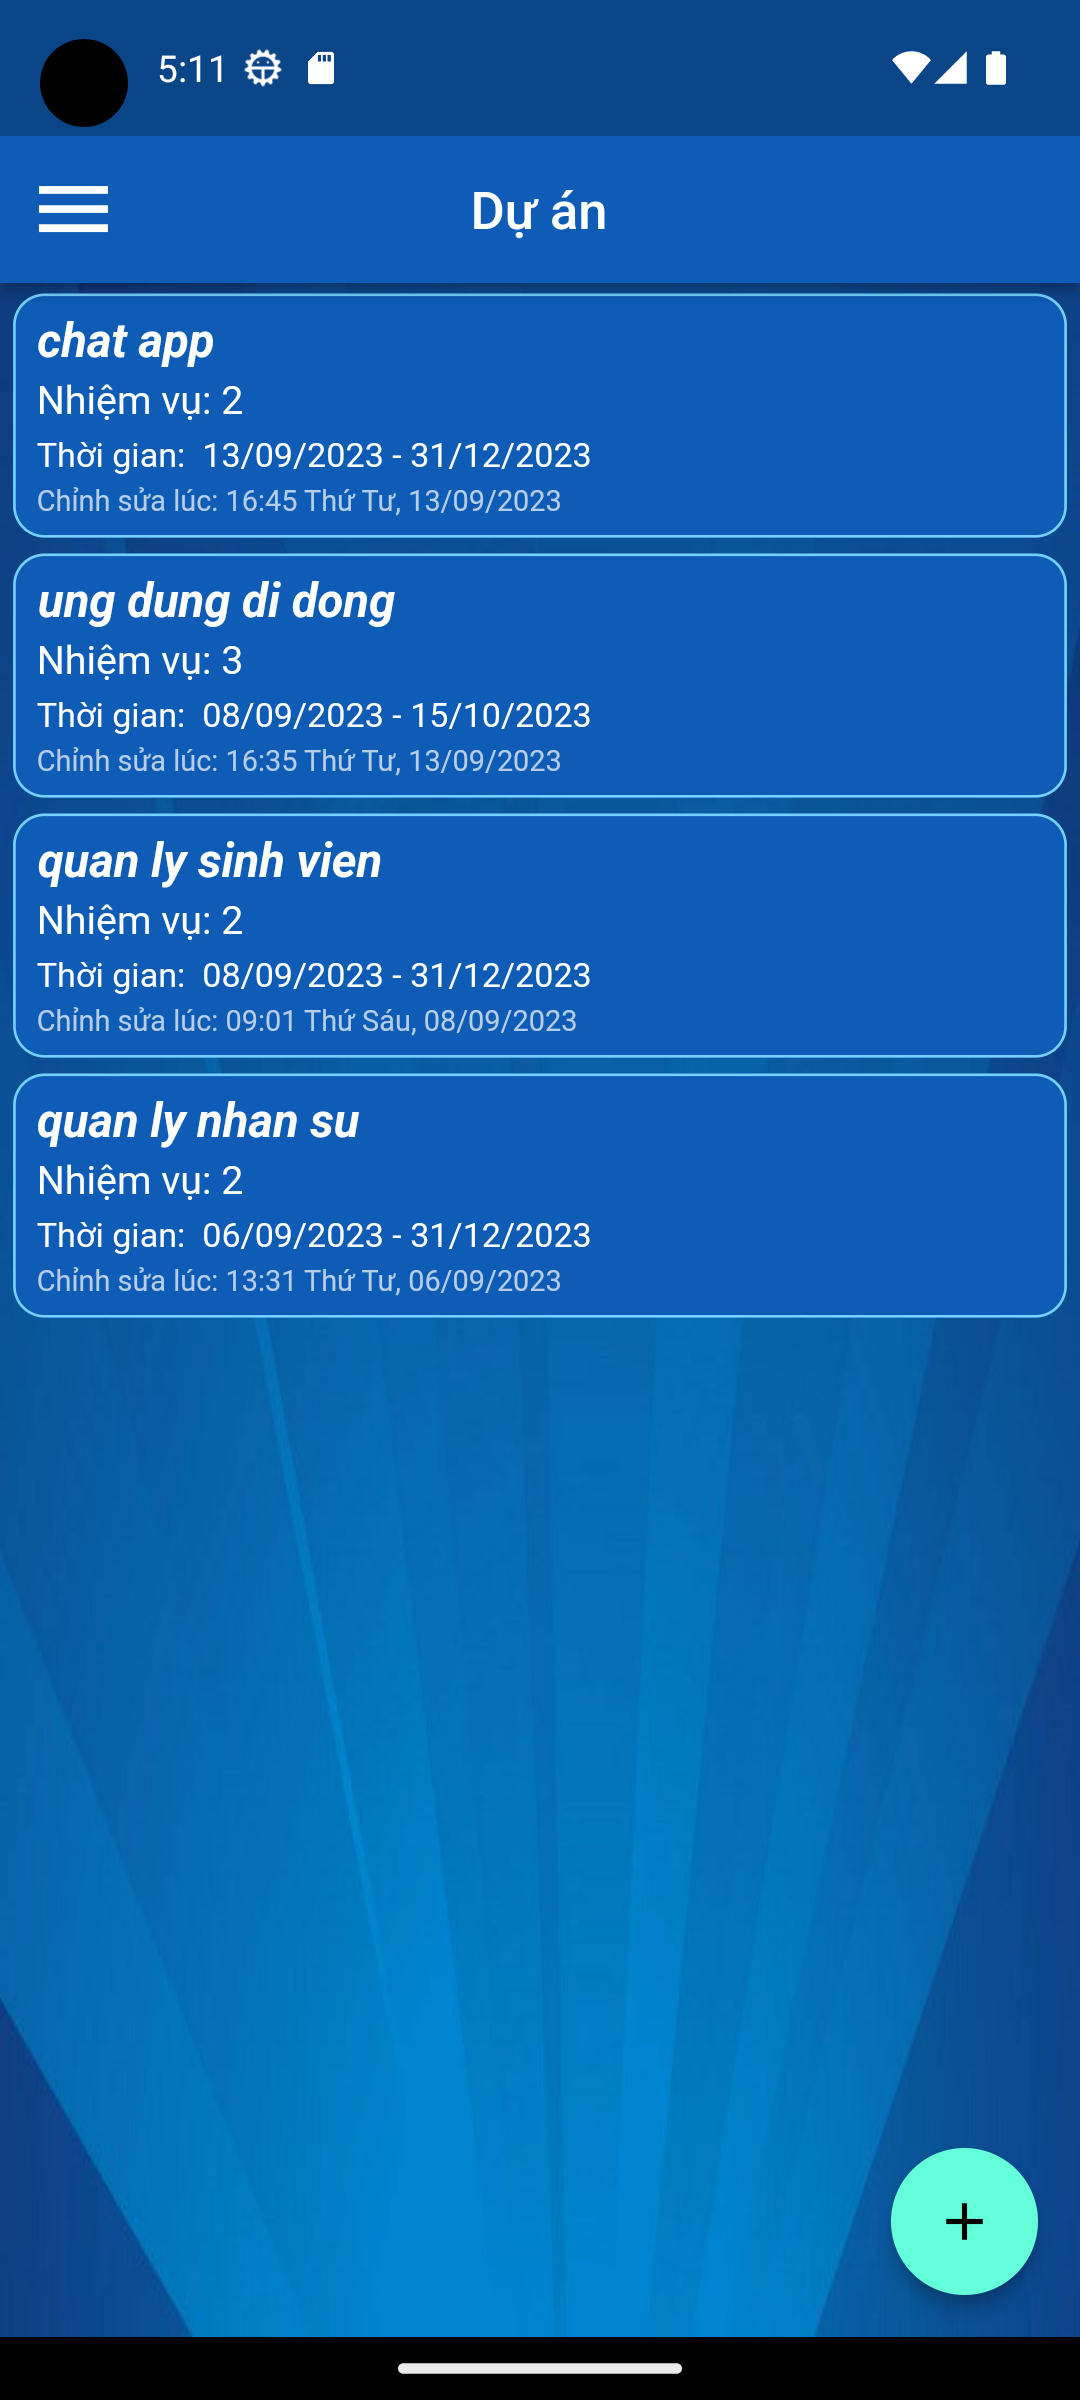 5:11
Dự án
chat app
Nhiệm vụ: 2
Thời gian:  13/09/2023 - 31/12/2023
Chỉnh sửa lúc: 16:45 Thứ Tư, 13/09/2023
ung dung di dong
Nhiệm vụ: 3
Thời gian:  08/09/2023 - 15/10/2023
Chỉnh sửa lúc: 16:35 Thứ Tư, 13/09/2023
quan ly sinh vien
Nhiệm vụ: 2
Thời gian:  08/09/2023 - 31/12/2023
Chỉnh sửa lúc: 09:01 Thứ Sáu, 08/09/2023
quan ly nhan su
Nhiệm vụ: 2
Thời gian:  06/09/2023 - 31/12/2023
Chỉnh sửa lúc: 13:31 Thứ Tư, 06/09/2023